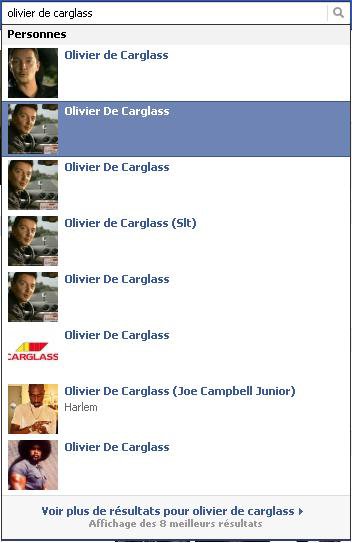 olivier de carglass
Personnes
Olivier de Carglass
Olivier De Carglass
Olivier De Carglass
Olivier de Carglass (Slt)
Olivier De Carglass
Olivier De Carglass
CARGLASS
Olivier De Carglass (Joe Campbell Junior)
Harlem
Olivier De Carglass
Voir plus de résultats pour olivier de carglass
Affichage des 8 meilleurs résultats